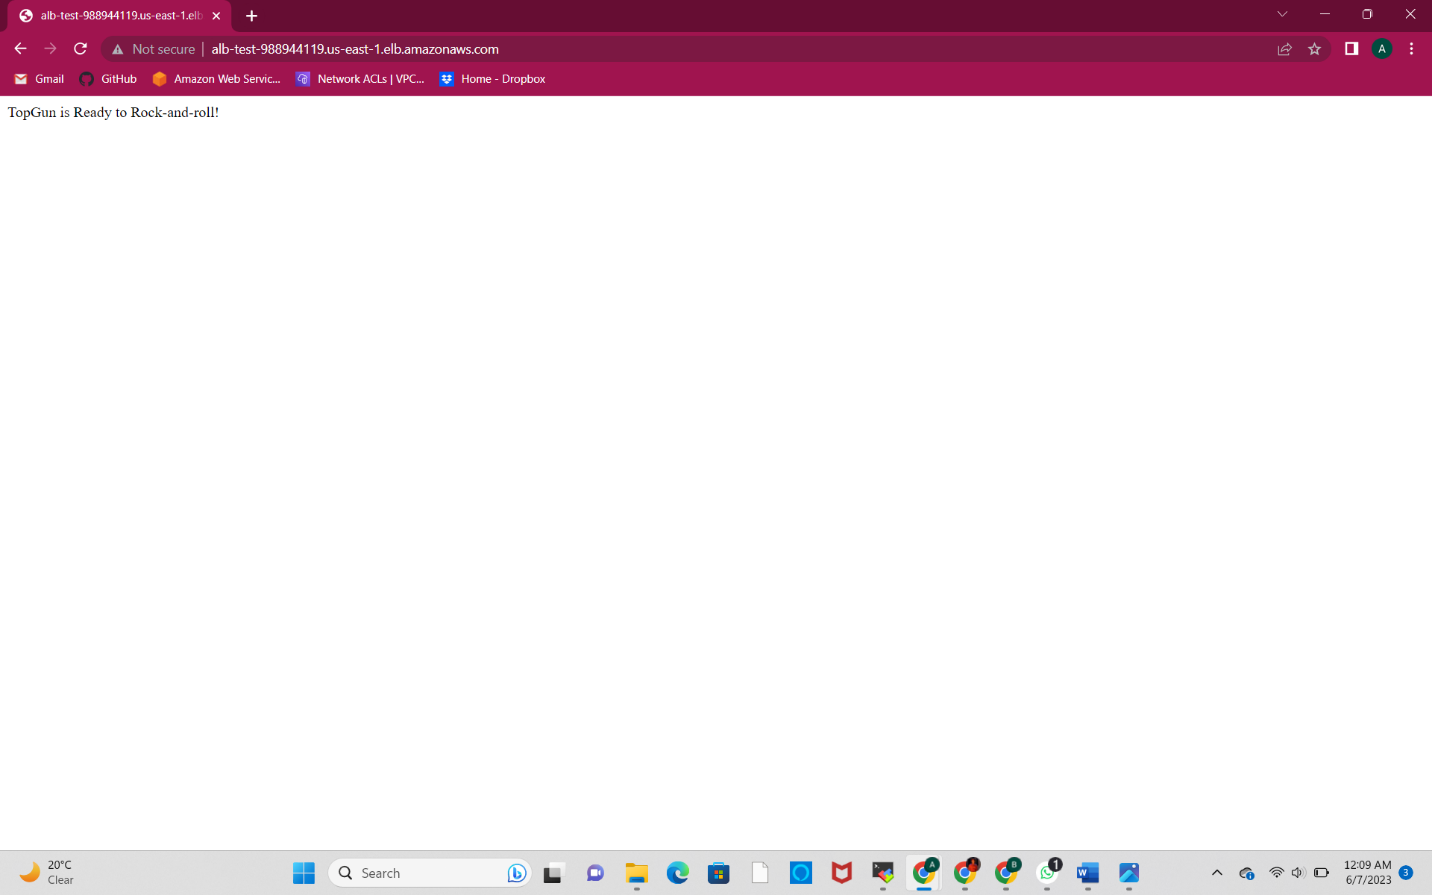 alb-test-988944119.us-east-1.elb
Not secure | alb-test-988944119.us-east-1.elb.amazonaws.com
A
Gmail GitHub Amazon Web Servic... Network ACLs | VPC... Home - Dropbox
TopGun is Ready to Rock-and-roll!
20°C
Clear
Search
A
B
1
W
12:09 AM
6/7/2023
3